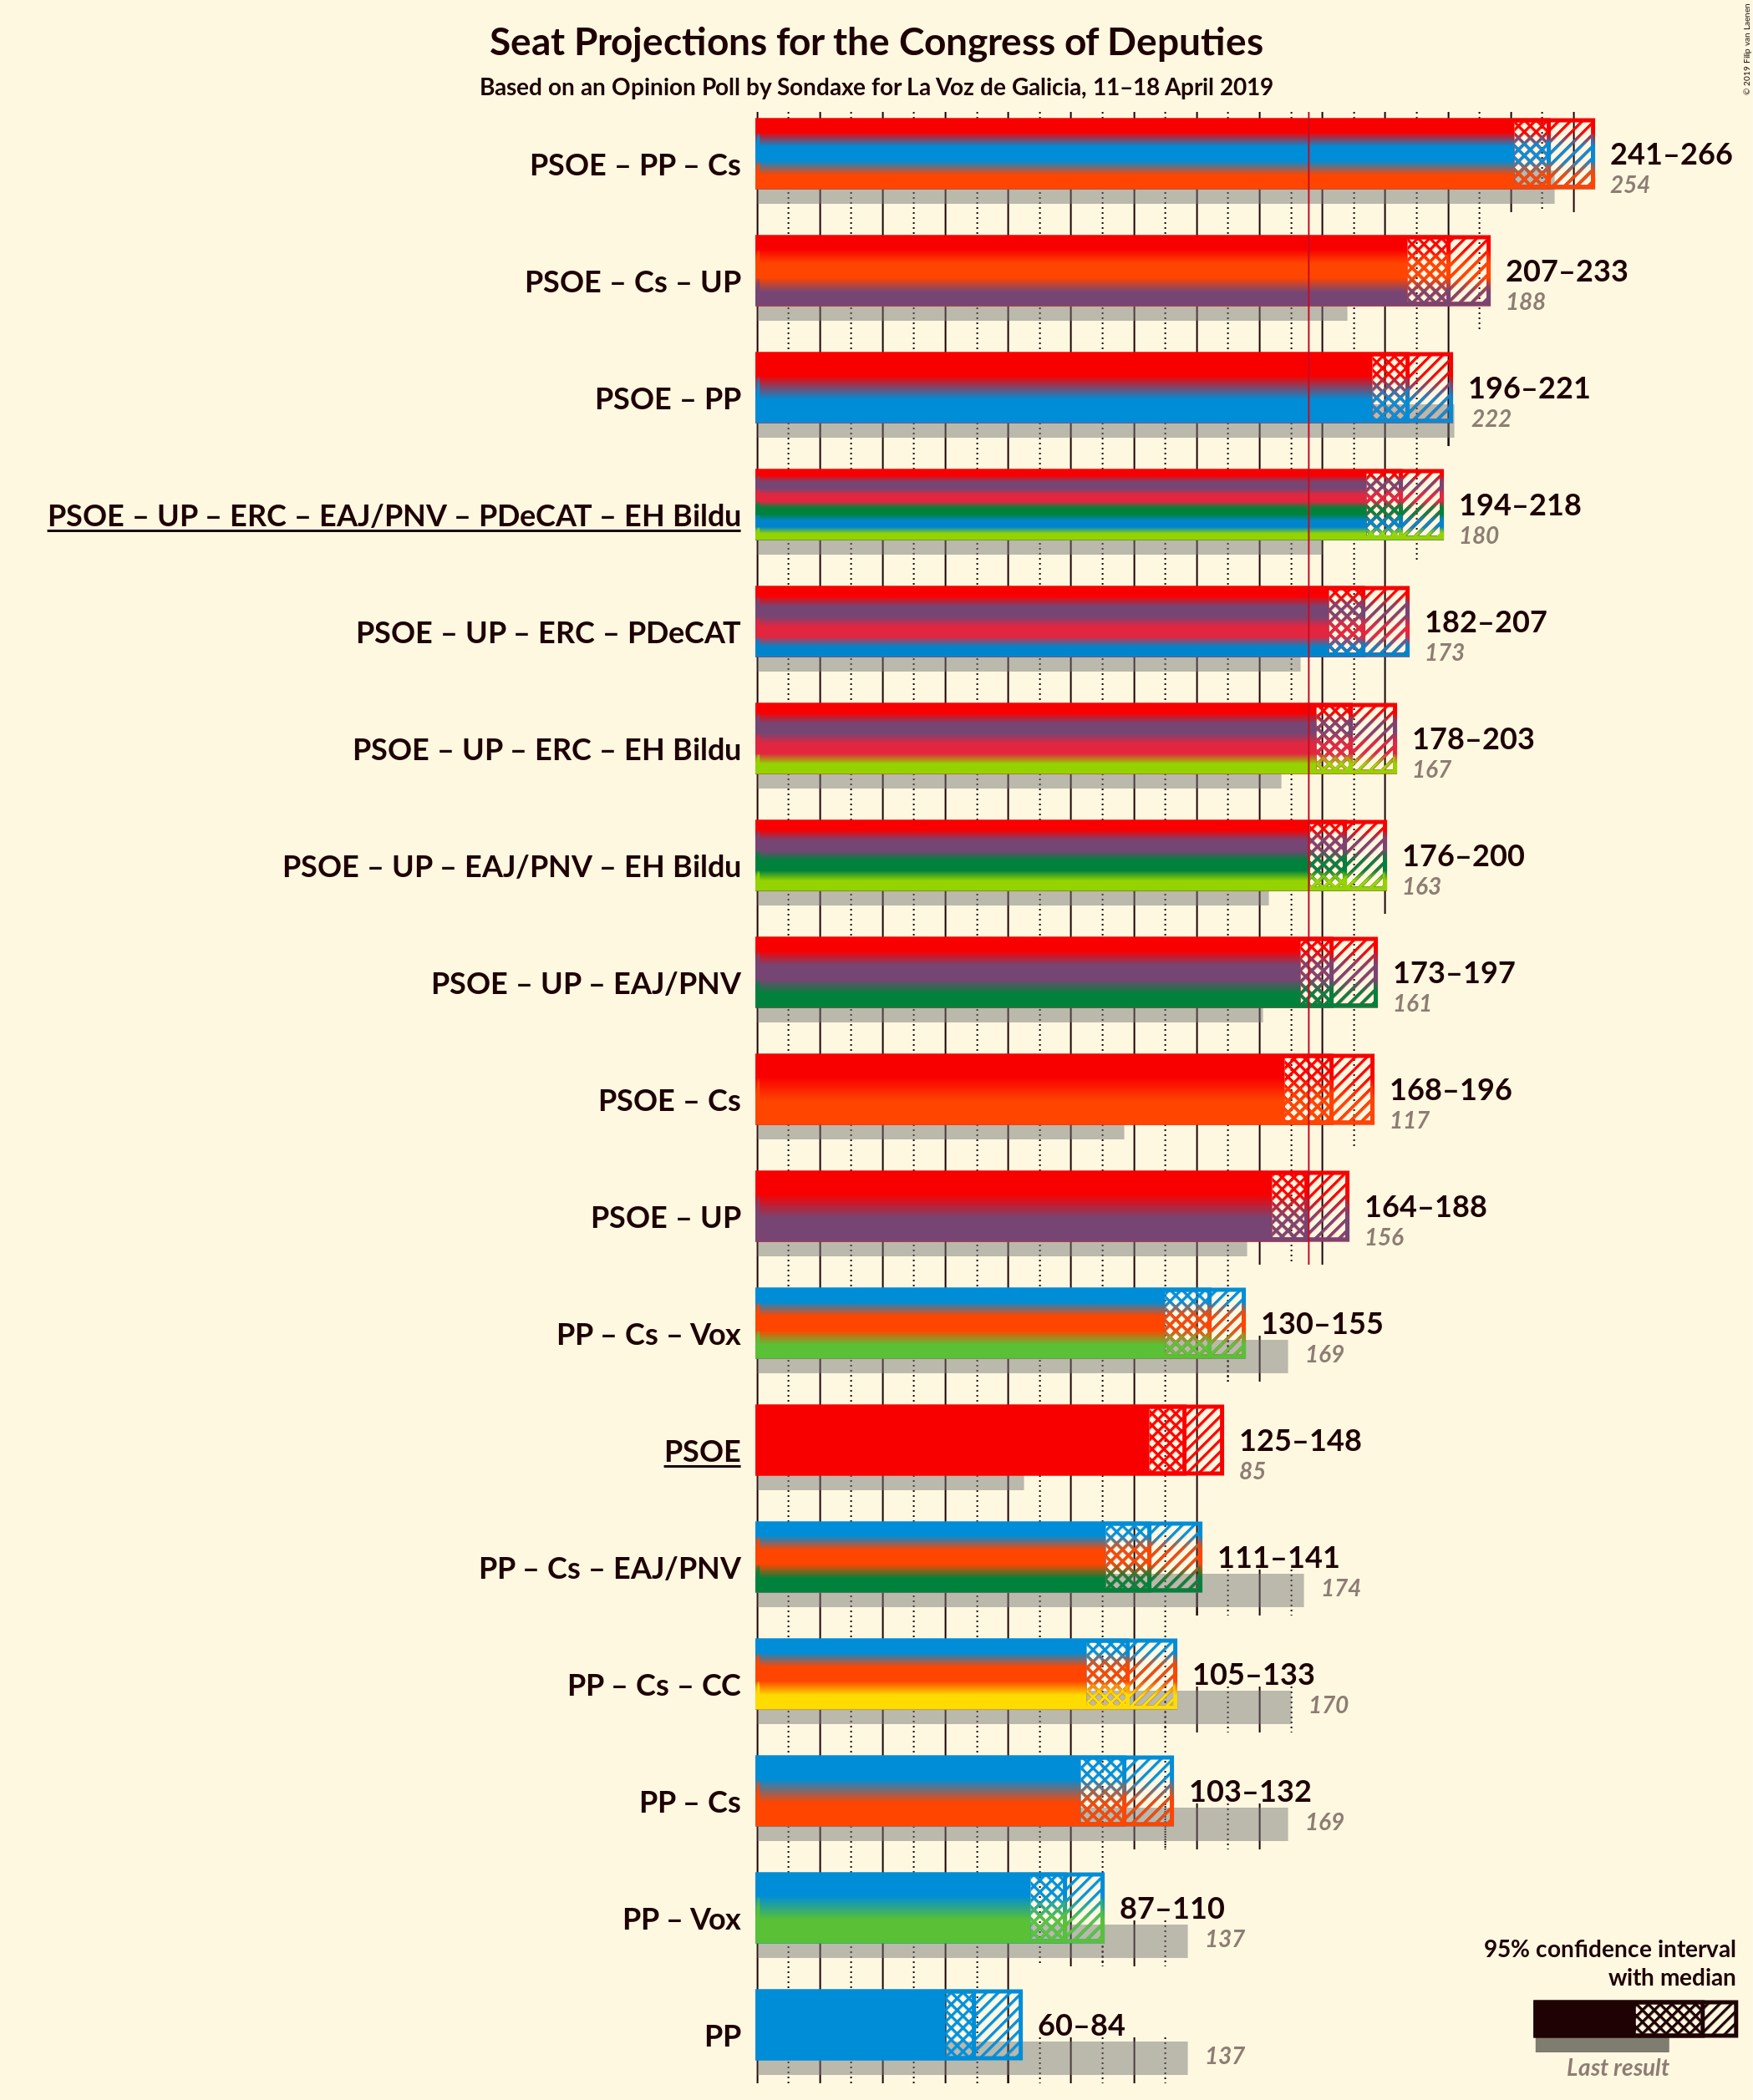 Seat Projections for the Congress of Deputies
Based on an Opinion Poll by Sondaxe for La Voz de Galicia, 11–18 April 2019
© 2019 Filip van Laenen
PSOE – PP – Cs
241–266
254
PSOE – Cs – UP
207–233
188
PSOE – PP
196–221
222
PSOE – UP – ERC – EAJ/PNV – PDeCAT – EH Bildu
194–218
180
PSOE – UP – ERC – PDeCAT
182–207
173
PSOE – UP – ERC – EH Bildu
178–203
167
PSOE – UP – EAJ/PNV – EH Bildu
176–200
163
PSOE – UP – EAJ/PNV
173–197
161
PSOE – Cs
168–196
117
PSOE – UP
164–188
156
PP – Cs – Vox
130–155
169
PSOE
125–148
85
PP – Cs – EAJ/PNV
111–141
174
PP – Cs – CC
105–133
170
PP – Cs
103–132
169
PP – Vox
87–110
137
PP
60–84
137
95% confidence interval
with median
Last result